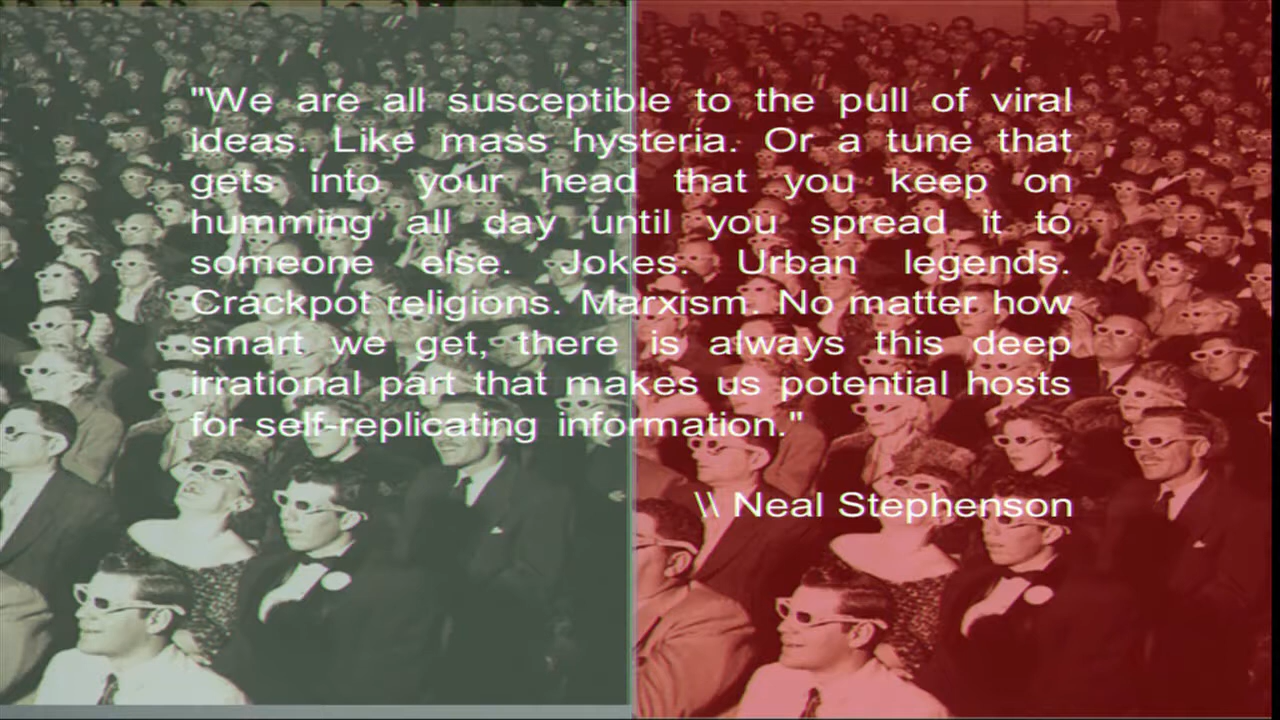 "We are all susceptible to the pull of viral
ideas. Like mass hysteria. Or a tune that
gets into your head that you keep on
humming all day until you spread it to
someone else. Jokes. Urban legends.
Crackpot religions. Marxism. No matter how
smart we get, there is always this deep
irrational part that makes us potential hosts
for self-replicating information."
\\ Neal Stephenson